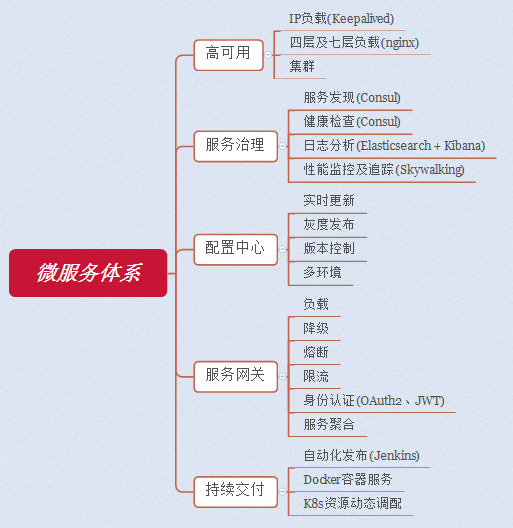 微服务体系
高可用
IP负载(Keepalived)
四层及七层负载(nginx)
集群
服务治理
服务发现(Consul)
健康检查(Consul)
日志分析(Elasticsearch + Kibana)
性能监控及追踪(Skywalking)
配置中心
实时更新
灰度发布
版本控制
多环境
服务网关
负载
降级
熔断
限流
身份认证(OAuth2、JWT)
服务聚合
持续交付
自动化发布(Jenkins)
Docker容器服务
K8s资源动态调配